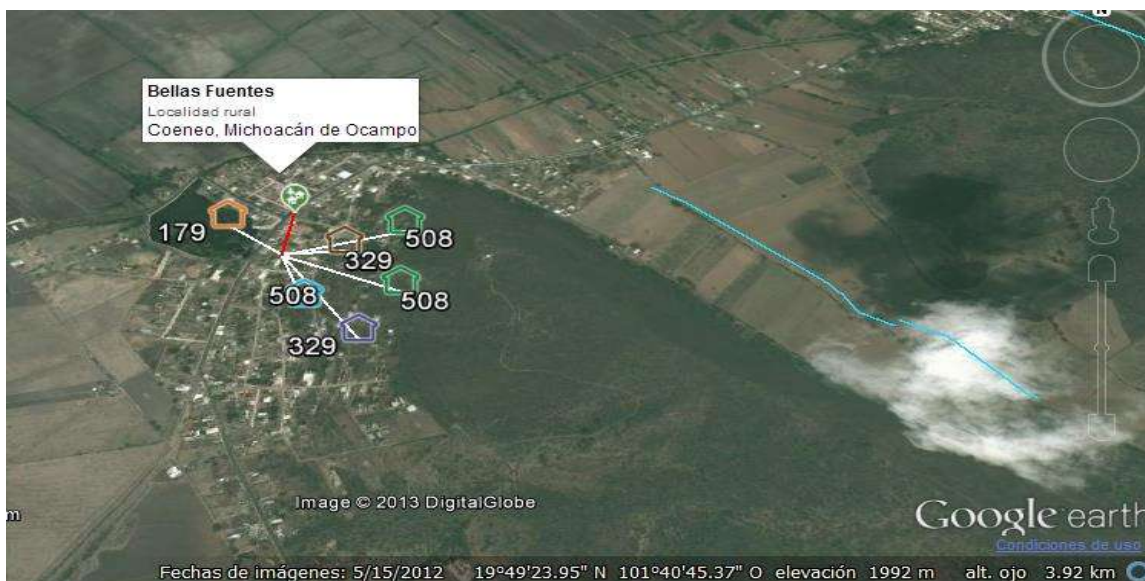 N
Bellas Fuentes
Localidad rural
Coeneo, Michoacán de Ocampo
179
508
329
508
508
329
m
Image © 2013 DigitalGlobe
Google earth
Condiciones de uso
Fechas de imágenes: 5/15/2012 19°49'23.95" N 101°40'45.37" O elevación 1992 m alt. ojo 3.92 km